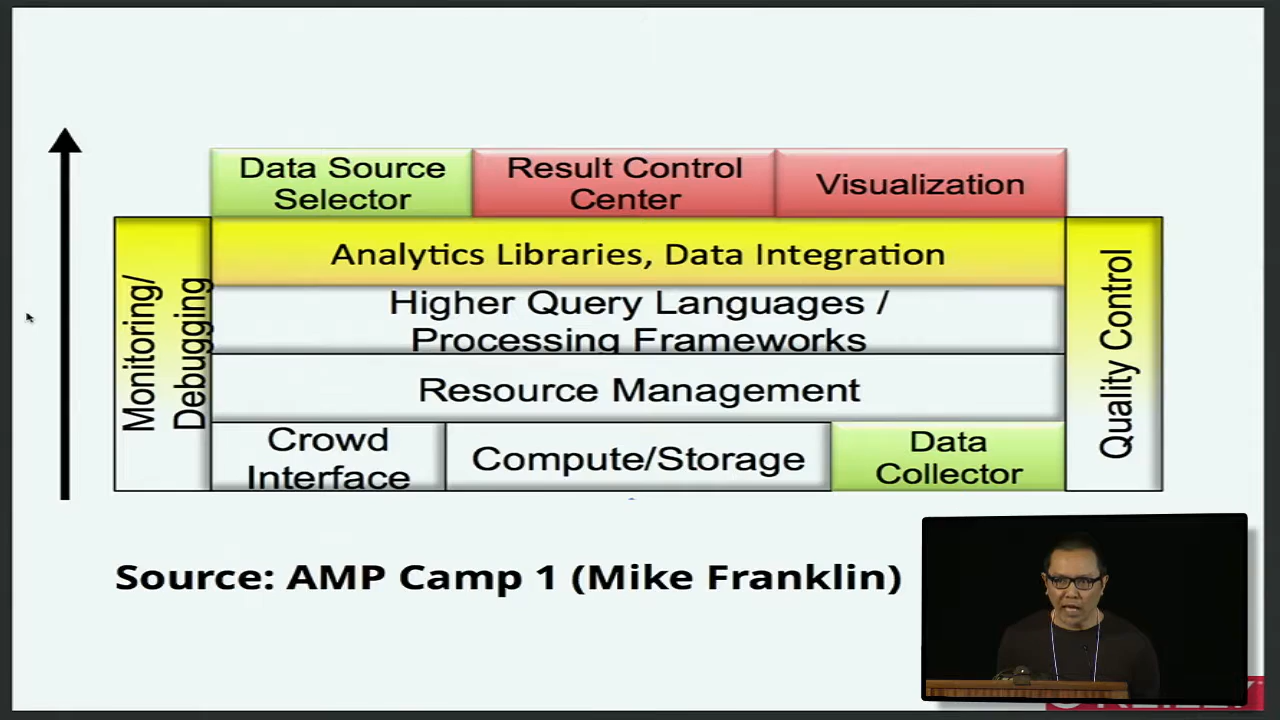 Data Source
Selector
Result Control
Center
Visualization
Monitoring/
Debugging
Analytics Libraries, Data Integration
Higher Query Languages /
Processing Frameworks
Resource Management
Crowd
Interface
Compute/Storage
Data
Collector
Quality Control
Source: AMP Camp 1 (Mike Franklin)